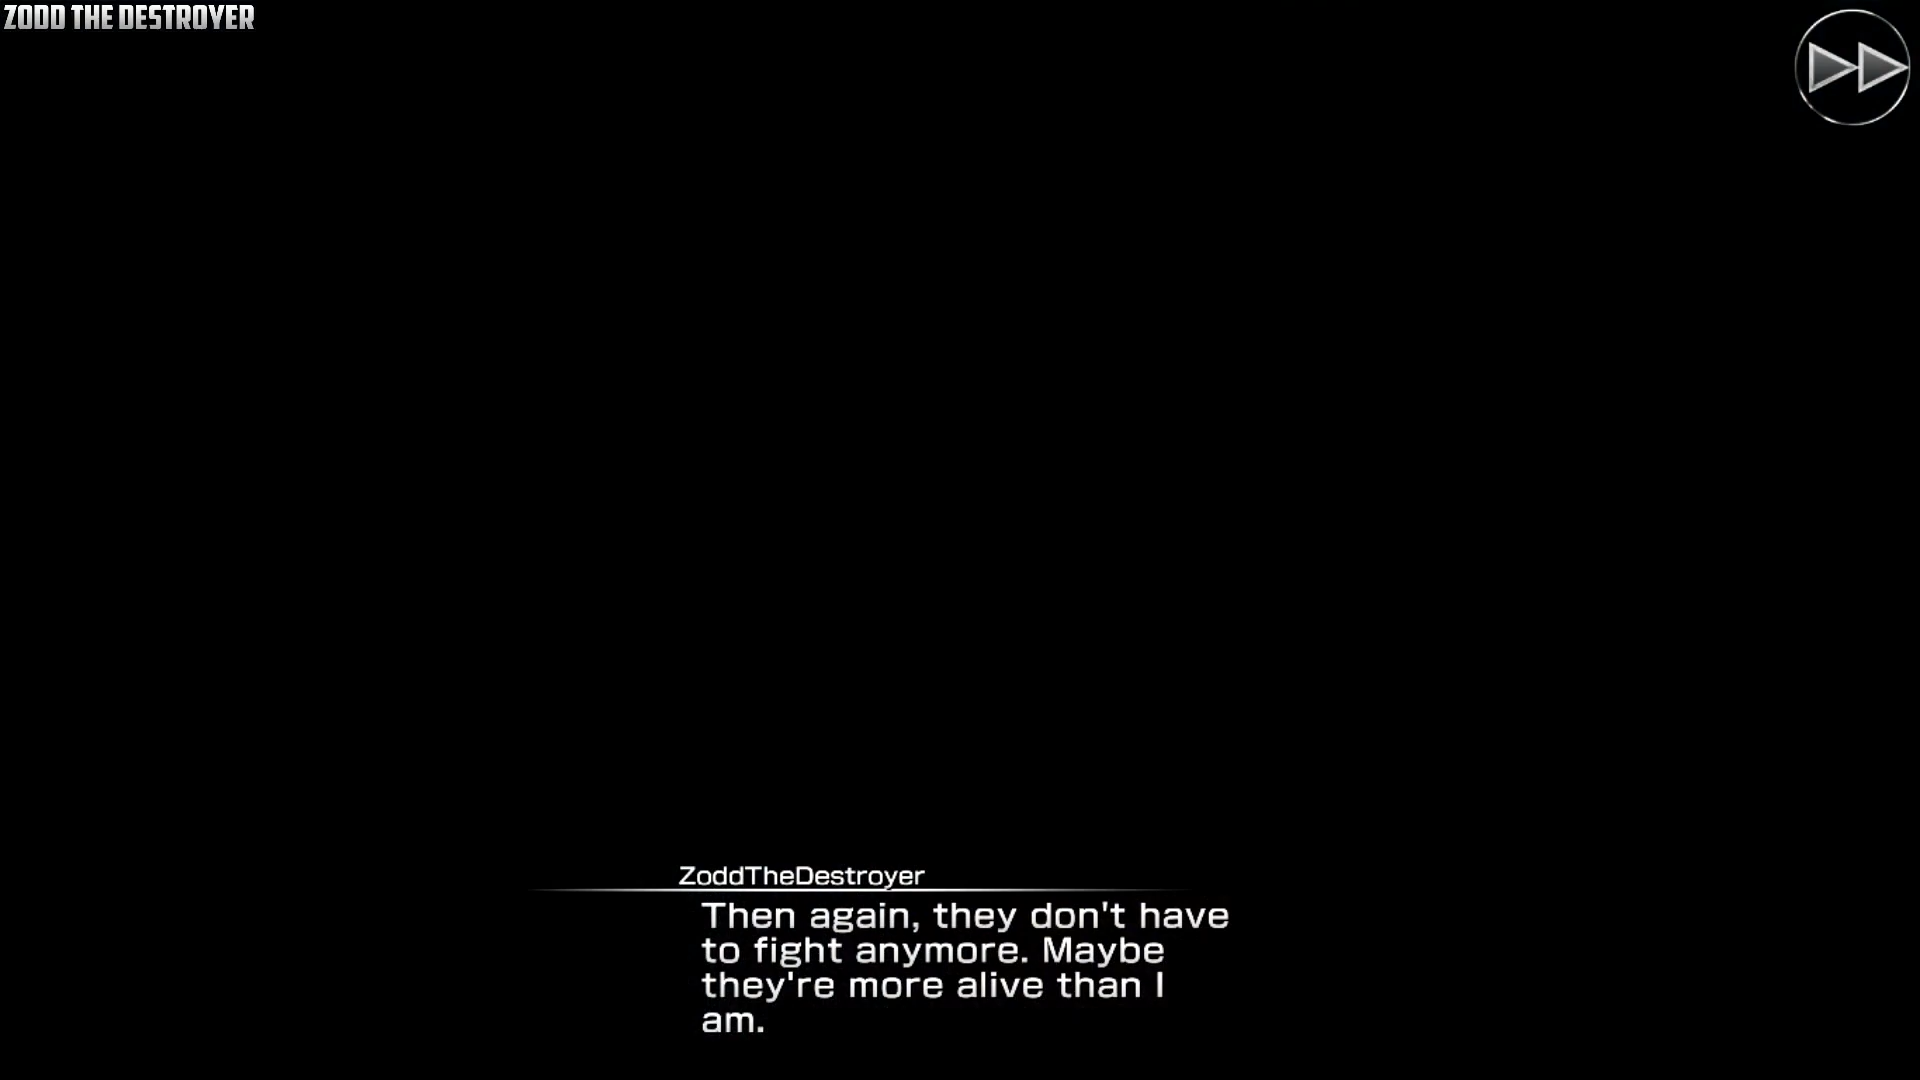 ZODD THE DESTROYER
ZoddTheDestroyer
Then again, they don't have
to fight anymore. Maybe
they're more alive than I
am.